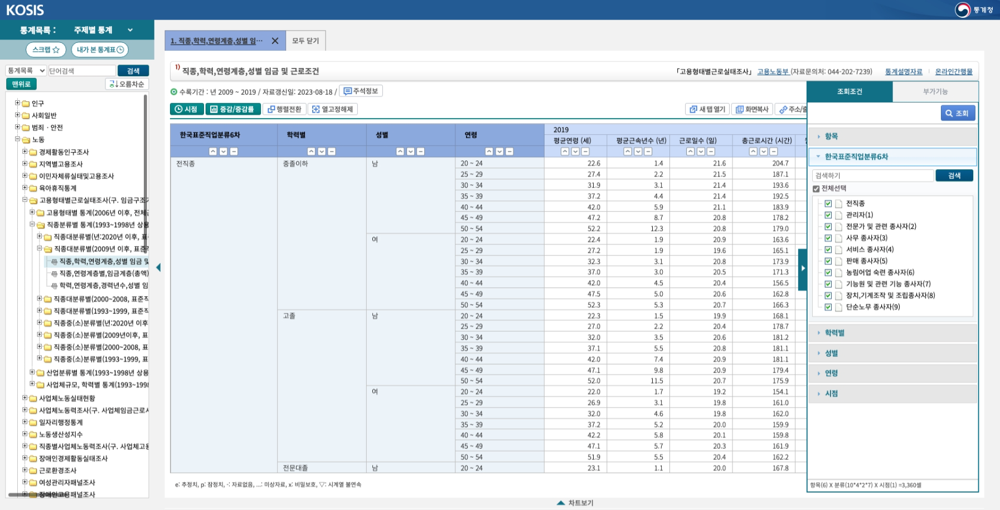 KOSIS
통계청
통계목록 : 주제별 통계
스크랩
내가 본 통계표
통계목록 단어검색 검색
맨위로 오름차순
인구
사회일반
범죄 · 안전
노동
경제활동인구조사
지역별고용조사
이민자체류실태및고용조사
육아휴직통계
고용형태별근로실태조사(구. 임금구조기
고용형태별 통계(2006년 이후, 전체
직종분류별 통계(1993~1998년 상용
직종대분류별(년:2020년 이후, 표
직종대분류별(2009년 이후, 표준직
직종,학력,연령계층,성별 임금 및
직종,연령계층별,임금계층(총액)
학력,연령계층,경력년수,성별 임
직종대분류별(2000~2008, 표준직
직종대분류별(1993~1999, 표준직
직종중(소)분류별(년:2020년 이후
직종중(소)분류별(2009년이후, 표
직종중(소)분류별(2000~2008, 표
직종중(소)분류별(1993~1999, 표
산업분류별 통계(1993~1998년 상용
사업체규모, 학력별 통계(1993~1998
사업체노동실태현황
사업체노동력조사(구. 사업체임금근로시
일자리행정통계
노동생산성지수
직종별사업체노동력조사(구. 사업체고용
장애인경제활동실태조사
근로환경조사
여성관리자패널조사
장애인고용패널조사
1. 직종,학력,연령계층,성별 임… 모두 닫기
1) 직종,학력,연령계층,성별 임금 및 근로조건
「고용형태별근로실태조사」 고용노동부 (자료문의처: 044-202-7239) 통계설명자료 온라인간행물
수록기간 : 년 2009 ~ 2019 / 자료갱신일: 2023-08-18 / 주석정보
시점 증감/증감률 행렬전환 열고정해제 새탭열기 화면복사 주소/출
한국표준직업분류6차 학력별 성별 연령 2019
평균연령 (세) 평균근속년수 (년) 근로일수 (일) 총근로시간 (시간)
전직종 중졸이하 남 20 ~ 24 22.6 1.4 21.6 204.7
25 ~ 29 27.4 2.2 21.5 187.1
30 ~ 34 31.9 3.1 21.4 193.6
35 ~ 39 37.2 4.4 21.4 192.5
40 ~ 44 42.0 5.9 21.1 183.9
45 ~ 49 47.2 8.7 20.8 178.2
50 ~ 54 52.2 12.3 20.8 179.0
여 20 ~ 24 22.4 1.9 20.9 163.6
25 ~ 29 27.2 1.9 19.6 165.1
30 ~ 34 32.3 3.1 20.8 173.9
35 ~ 39 37.0 3.0 20.5 171.3
40 ~ 44 42.0 4.5 20.4 156.5
45 ~ 49 47.5 5.0 20.6 162.8
50 ~ 54 52.3 5.3 20.7 166.3
고졸 남 20 ~ 24 22.3 1.5 19.9 168.1
25 ~ 29 27.0 2.2 20.4 178.7
30 ~ 34 32.0 3.5 20.6 181.2
35 ~ 39 37.1 5.5 20.8 181.1
40 ~ 44 42.0 7.4 20.9 181.1
45 ~ 49 47.1 9.8 20.9 179.4
50 ~ 54 52.0 11.5 20.7 175.9
여 20 ~ 24 22.0 1.7 19.2 154.1
25 ~ 29 26.9 3.1 19.8 161.0
30 ~ 34 32.0 4.6 19.8 162.0
35 ~ 39 37.2 5.2 20.0 159.9
40 ~ 44 42.2 5.8 20.1 159.8
45 ~ 49 47.1 5.7 20.3 161.9
50 ~ 54 51.9 5.5 20.4 162.2
전문대졸 남 20 ~ 24 23.1 1.1 20.0 167.8
e: 추정치, p: 잠정치, -: 자료없음, ...: 미상자료, x: 비밀보호, ▽: 시계열 불연속
차트보기
조회조건 부가기능
조회
항목
한국표준직업분류6차
검색하기 검색
전체선택
전직종
관리자(1)
전문가 및 관련 종사자(2)
사무 종사자(3)
서비스 종사자(4)
판매 종사자(5)
농림어업 숙련 종사자(6)
기능원 및 관련 기능 종사자(7)
장치,기계조작 및 조립종사자(8)
단순노무 종사자(9)
학력별
성별
연령
시점
항목(6) X 분류(10*4*2*7) X 시점(1) =3,360셀